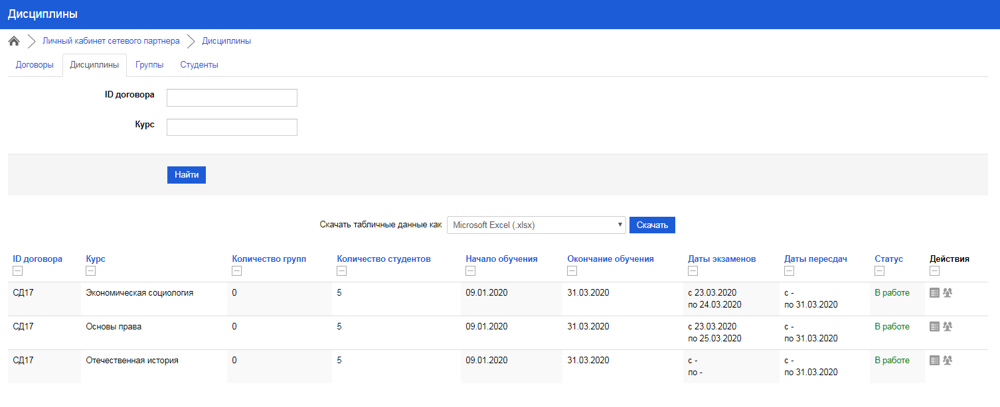 Дисциплины
Личный кабинет сетевого партнера Дисциплины
Договоры Дисциплины Группы Студенты
ID договора
Курс
Найти
Скачать табличные данные как Microsoft Excel (.xlsx) Скачать
ID договора Курс Количество групп Количество студентов Начало обучения Окончание обучения Даты экзаменов Даты пересдач Статус Действия
СД17 Экономическая социология 0 5 09.01.2020 31.03.2020 с 23.03.2020 с - В работе
по 24.03.2020 по 31.03.2020
СД17 Основы права 0 5 09.01.2020 31.03.2020 с 23.03.2020 с - В работе
по 25.03.2020 по 31.03.2020
СД17 Отечественная история 0 5 09.01.2020 31.03.2020 с - с - В работе
по - по 31.03.2020